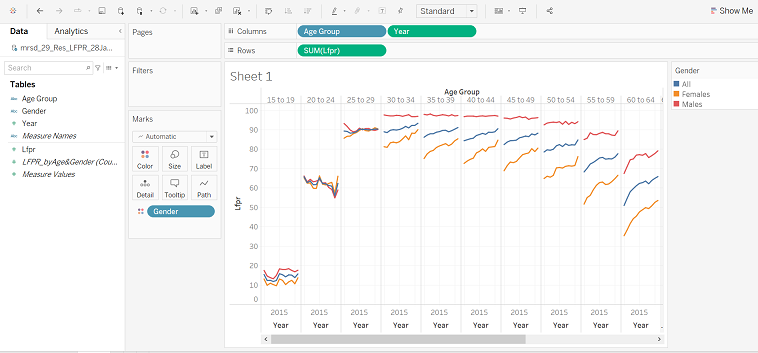 Standard
Show Me
Data
Analytics
mrsd_29_Res_LFPR_28Ja...
Search
Tables
Age Group
Gender
Year
Measure Names
Lfpr
LFPR_byAge&Gender (Cou...
Measure Values
Pages
Filters
Marks
Automatic
Color
Size
Label
Detail
Tooltip
Path
Gender
Columns
Age Group
Year
Rows
SUM(Lfpr)
Sheet 1
Age Group
15 to 19 20 to 24 25 to 29 30 to 34 35 to 39 40 to 44 45 to 49 50 to 54 55 to 59 60 to 64
100
90
80
70
60
50
40
30
20
10
0
Lfpr
2015 2015 2015 2015 2015 2015 2015 2015 2015 2015
Year Year Year Year Year Year Year Year Year Year
Gender
All
Females
Males